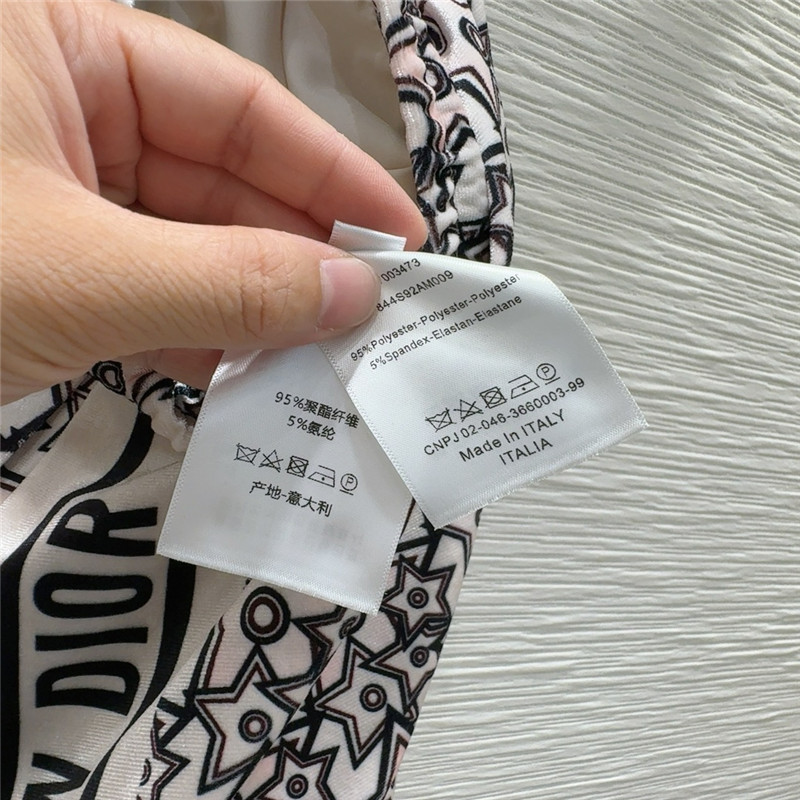 003473
844S92AM009
95%Polyester-Polyester-Polyester
5%Spandex-Elastan-Elastane
CNPJ 02-046-3660003-99
Made In ITALY
ITALIA
95%聚酯纤维
5%氨纶
产地-意大利
DIOR